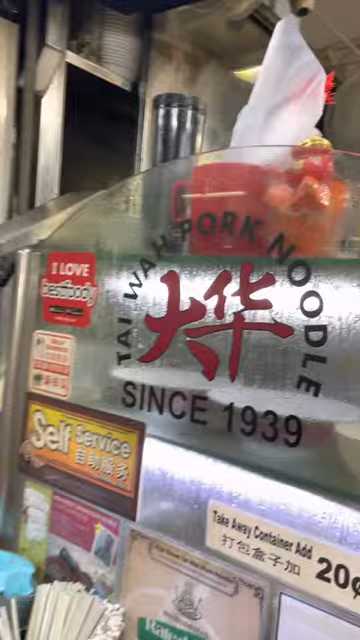 TAI WAH PORK NOODLE
大华
SINCE 1939
I LOVE
Bestfoody
Self Service
自助服务
Take Away Container Add
打包盒子加
20¢